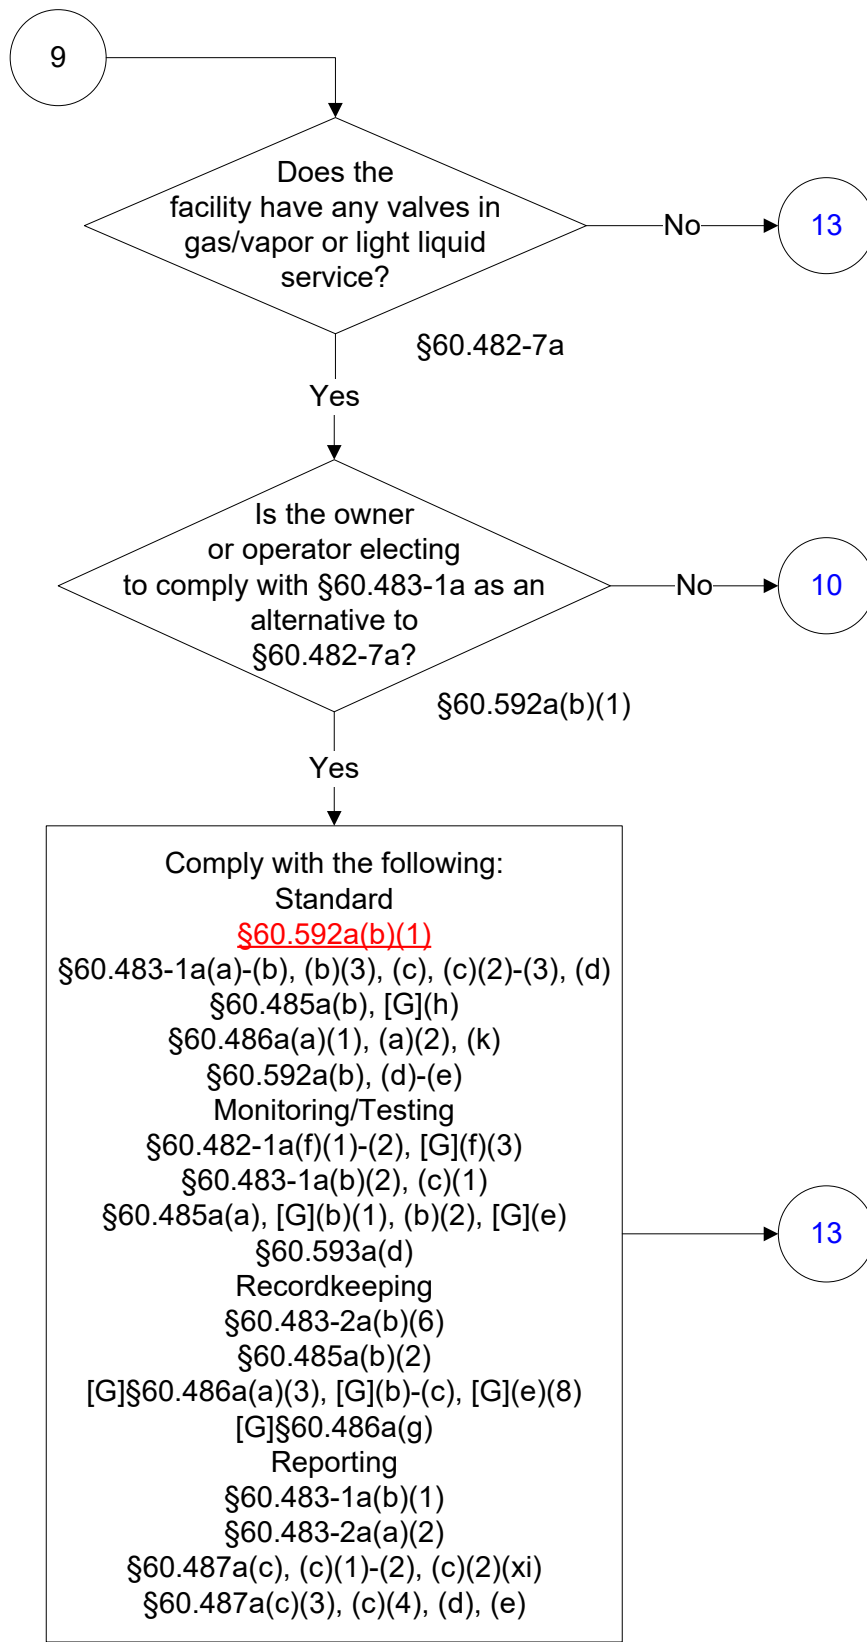 9
Does the
facility have any valves in
gas/vapor or light liquid
service?
No
13
§60.482-7a
Yes
Is the owner
or operator electing
to comply with §60.483-1a as an
alternative to
§60.482-7a?
No
10
§60.592a(b)(1)
Yes
Comply with the following:
Standard
§60.592a(b)(1)
§60.483-1a(a)-(b), (b)(3), (c), (c)(2)-(3), (d)
§60.485a(b), [G](h)
§60.486a(a)(1), (a)(2), (k)
§60.592a(b), (d)-(e)
Monitoring/Testing
§60.482-1a(f)(1)-(2), [G](f)(3)
§60.483-1a(b)(2), (c)(1)
§60.485a(a), [G](b)(1), (b)(2), [G](e)
§60.593a(d)
Recordkeeping
§60.483-2a(b)(6)
§60.485a(b)(2)
[G]§60.486a(a)(3), [G](b)-(c), [G](e)(8)
[G]§60.486a(g)
Reporting
§60.483-1a(b)(1)
§60.483-2a(a)(2)
§60.487a(c), (c)(1)-(2), (c)(2)(xi)
§60.487a(c)(3), (c)(4), (d), (e)
13